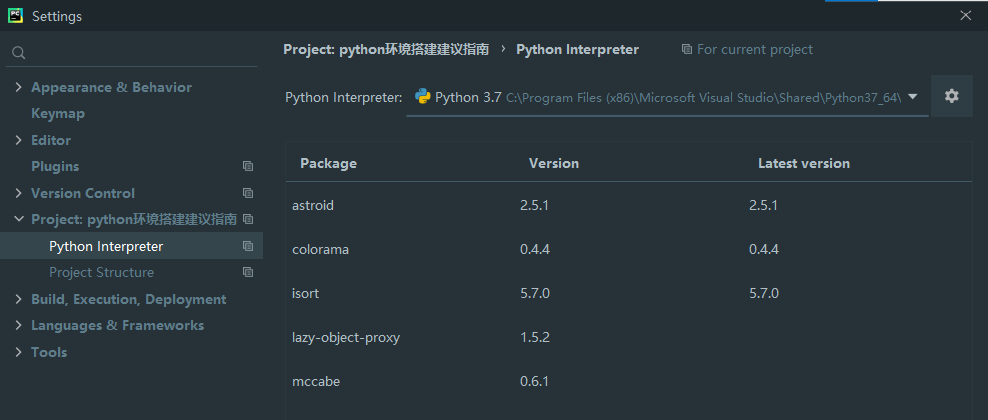 Settings
Project: python环境搭建建议指南 › Python Interpreter
For current project
Appearance & Behavior
Keymap
Editor
Plugins
Version Control
Project: python环境搭建建议指南
Python Interpreter
Project Structure
Build, Execution, Deployment
Languages & Frameworks
Tools
Python Interpreter: Python 3.7 C:\Program Files (x86)\Microsoft Visual Studio\Shared\Python37_64\
Package Version Latest version
astroid 2.5.1 2.5.1
colorama 0.4.4 0.4.4
isort 5.7.0 5.7.0
lazy-object-proxy 1.5.2
mccabe 0.6.1